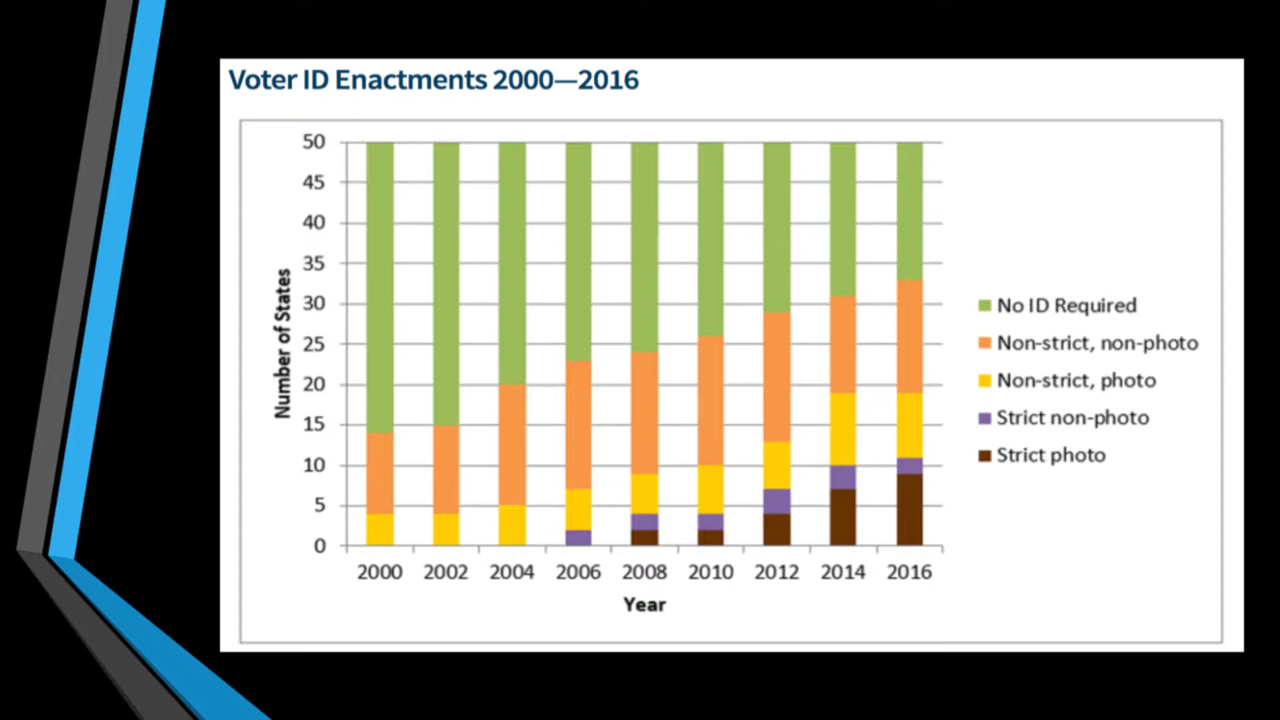 Voter ID Enactments 2000—2016
50
45
40
35
30
25
20
15
10
5
0
Number of States
2000 2002 2004 2006 2008 2010 2012 2014 2016
Year
No ID Required
Non-strict, non-photo
Non-strict, photo
Strict non-photo
Strict photo